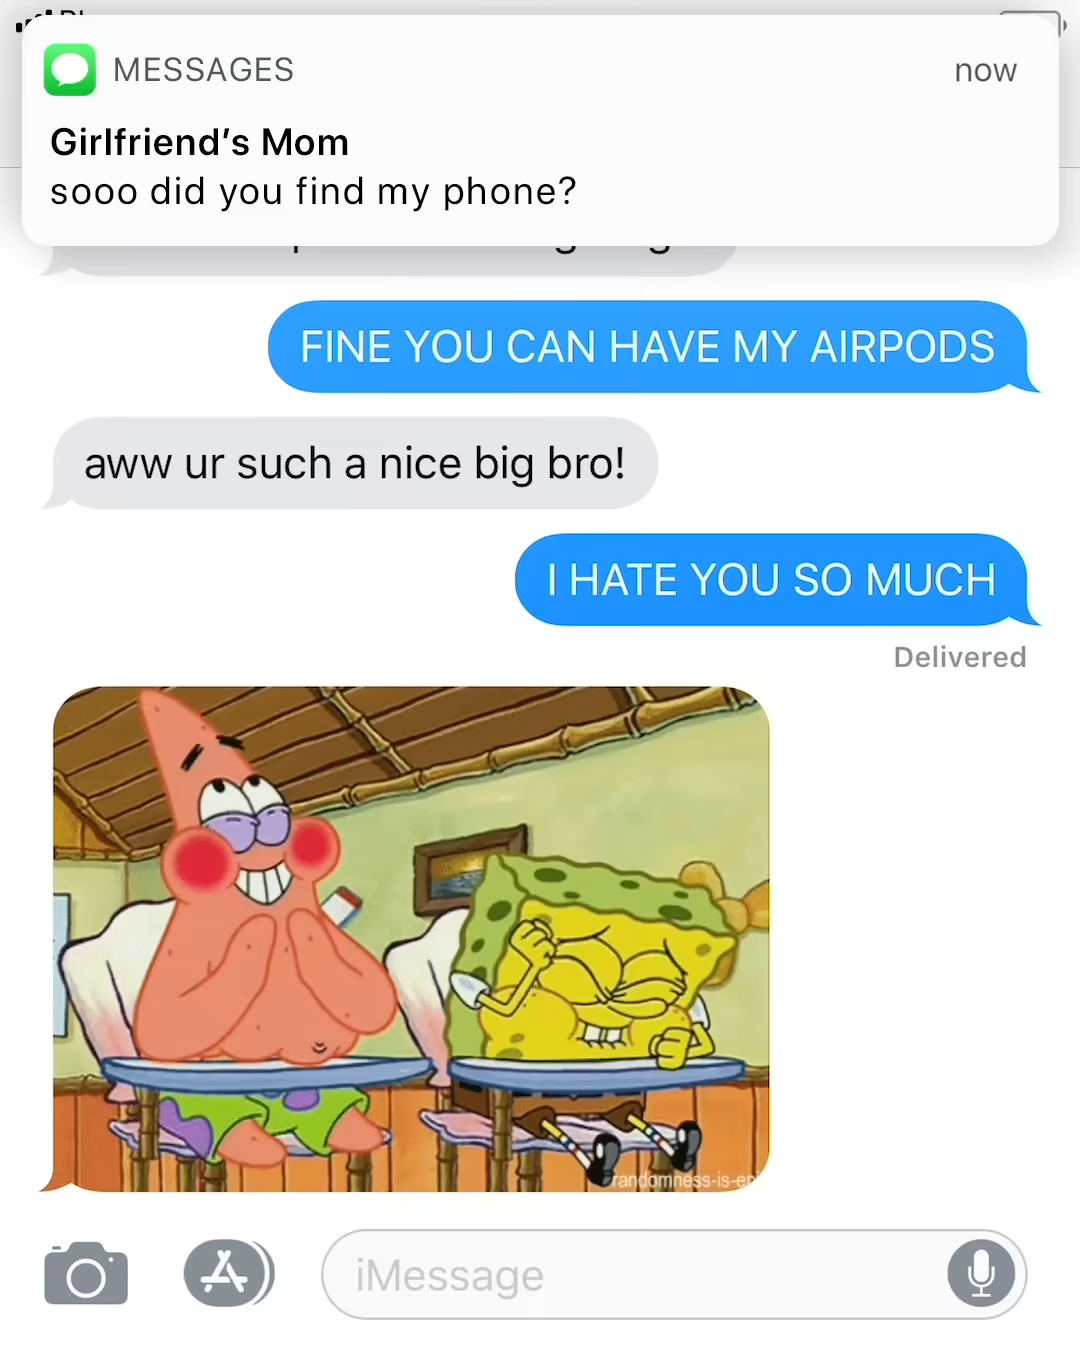 MESSAGES
now
Girlfriend's Mom
sooo did you find my phone?
FINE YOU CAN HAVE MY AIRPODS
aww ur such a nice big bro!
I HATE YOU SO MUCH
Delivered
iMessage